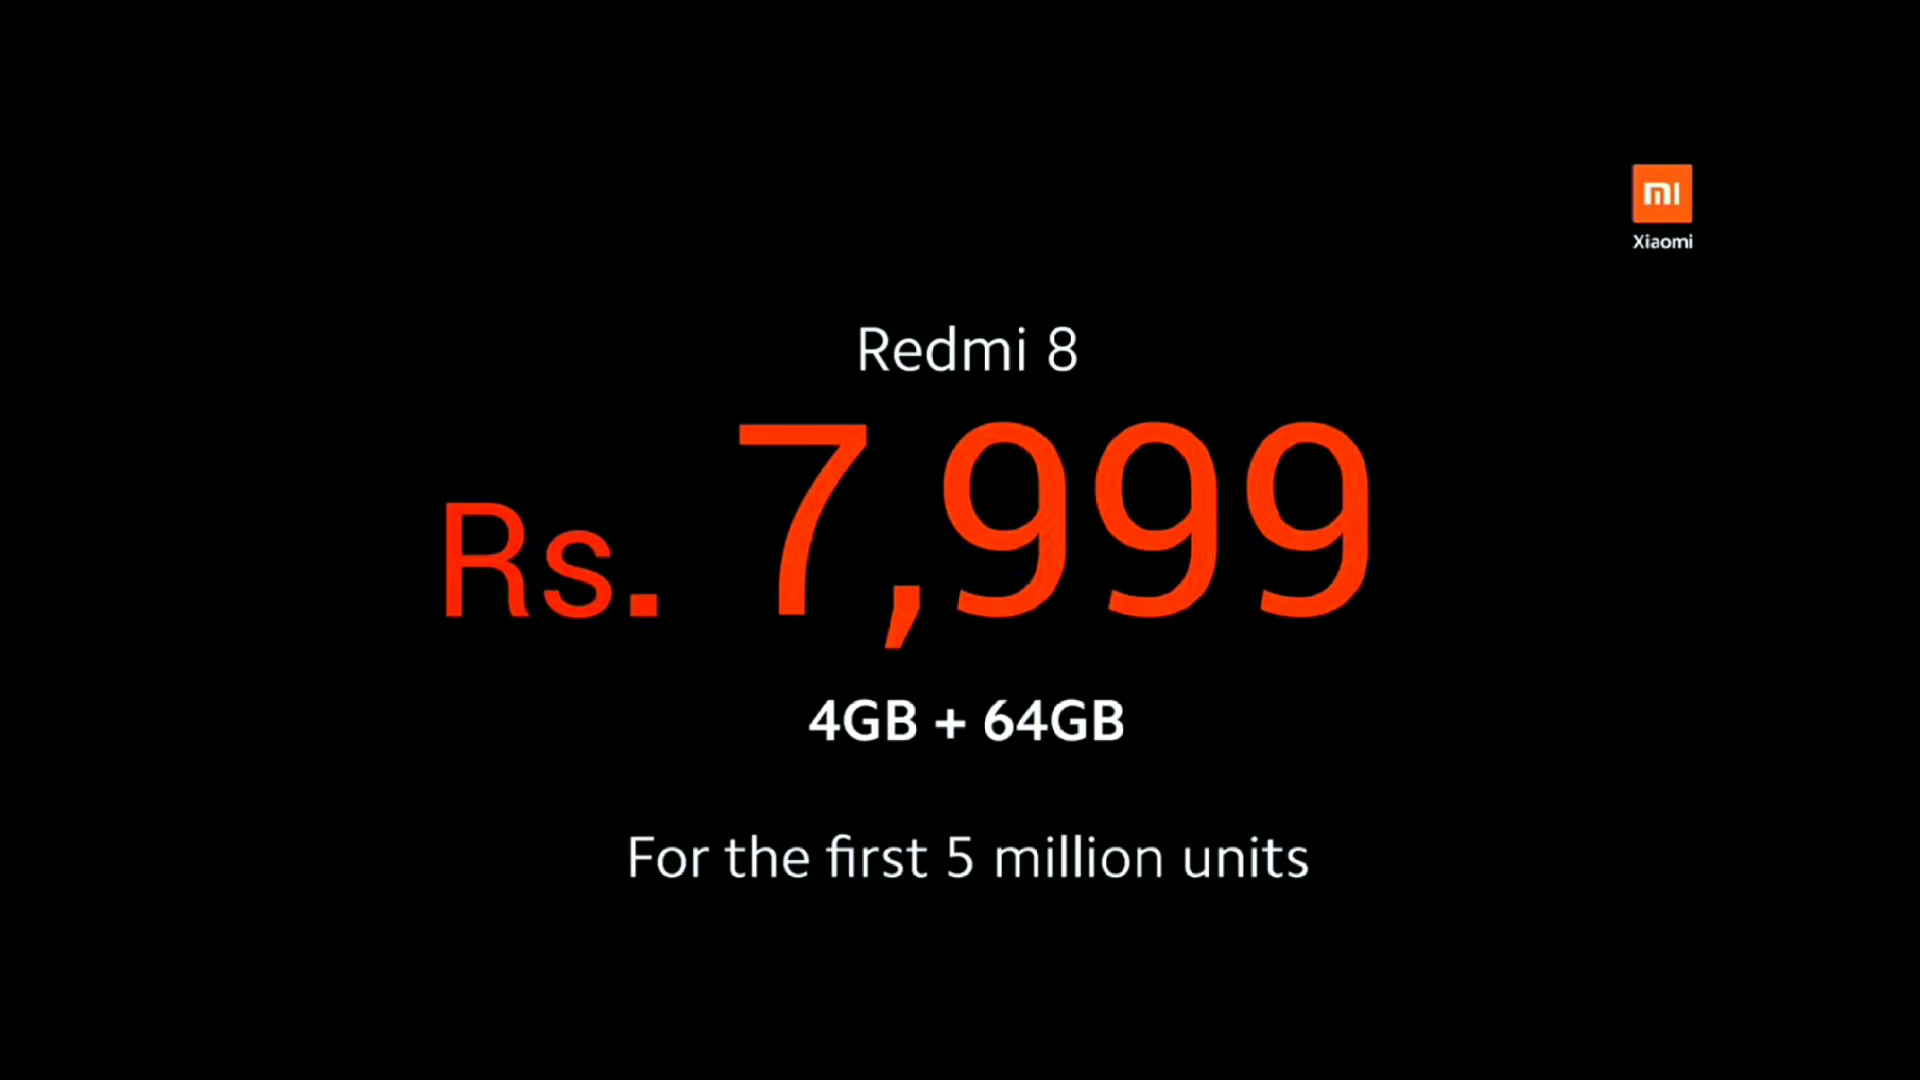 mi
Xiaomi
Redmi 8
Rs. 7,999
4GB + 64GB
For the first 5 million units